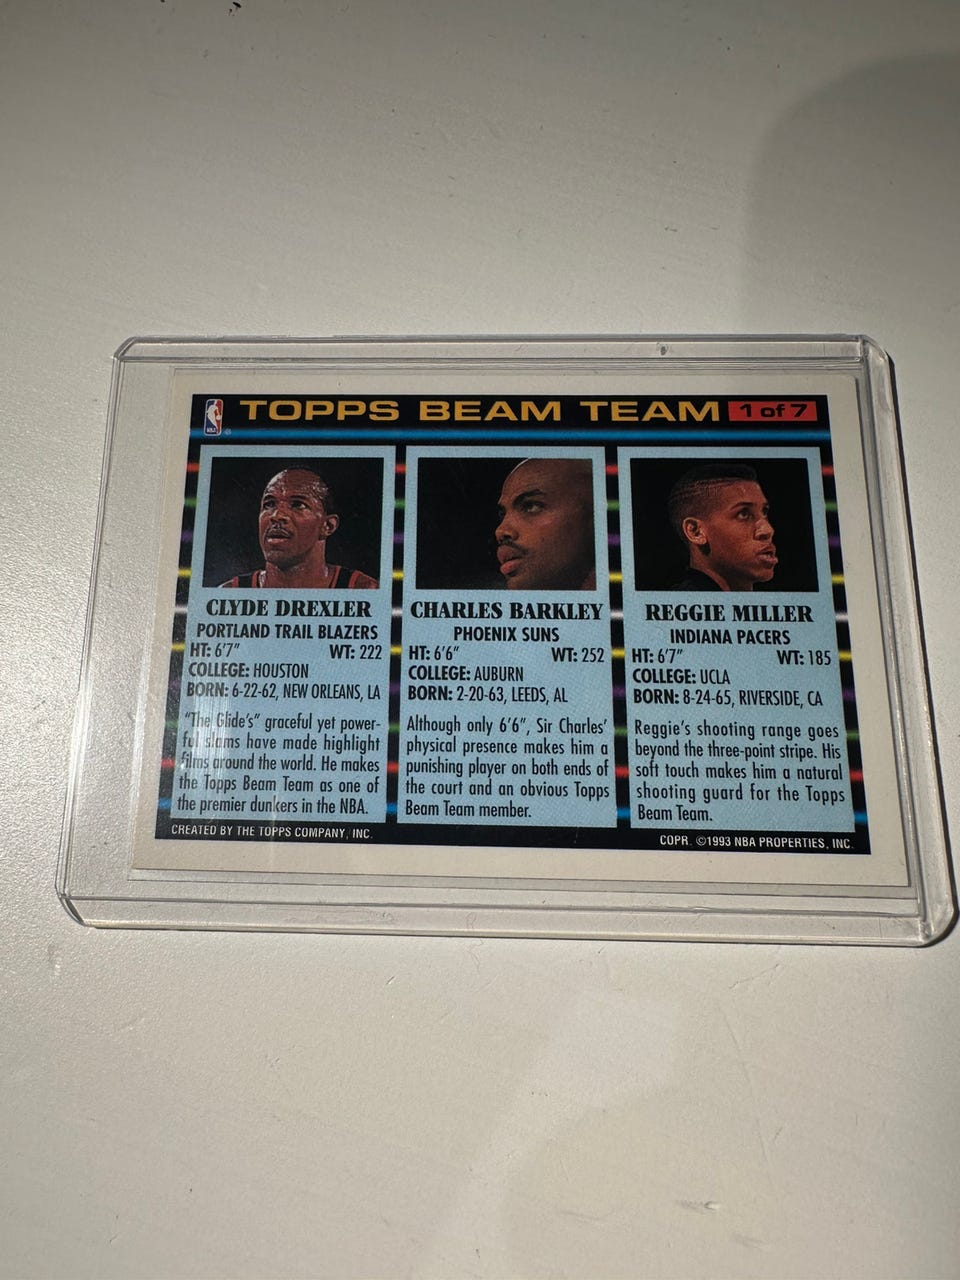 TOPPS BEAM TEAM 1 of 7
NBA
CLYDE DREXLER
PORTLAND TRAIL BLAZERS
HT: 6'7" WT: 222
COLLEGE: HOUSTON
BORN: 6-22-62, NEW ORLEANS, LA
"The Glide's" graceful yet power-
ful slams have made highlight
films around the world. He makes
the Topps Beam Team as one of
the premier dunkers in the NBA.
CHARLES BARKLEY
PHOENIX SUNS
HT: 6'6" WT: 252
COLLEGE: AUBURN
BORN: 2-20-63, LEEDS, AL
Although only 6'6", Sir Charles'
physical presence makes him a
punishing player on both ends of
the court and an obvious Topps
Beam Team member.
REGGIE MILLER
INDIANA PACERS
HT: 6'7" WT: 185
COLLEGE: UCLA
BORN: 8-24-65, RIVERSIDE, CA
Reggie's shooting range goes
beyond the three-point stripe. His
soft touch makes him a natural
shooting guard for the Topps
Beam Team.
CREATED BY THE TOPPS COMPANY, INC.
COPR. ©1993 NBA PROPERTIES, INC.